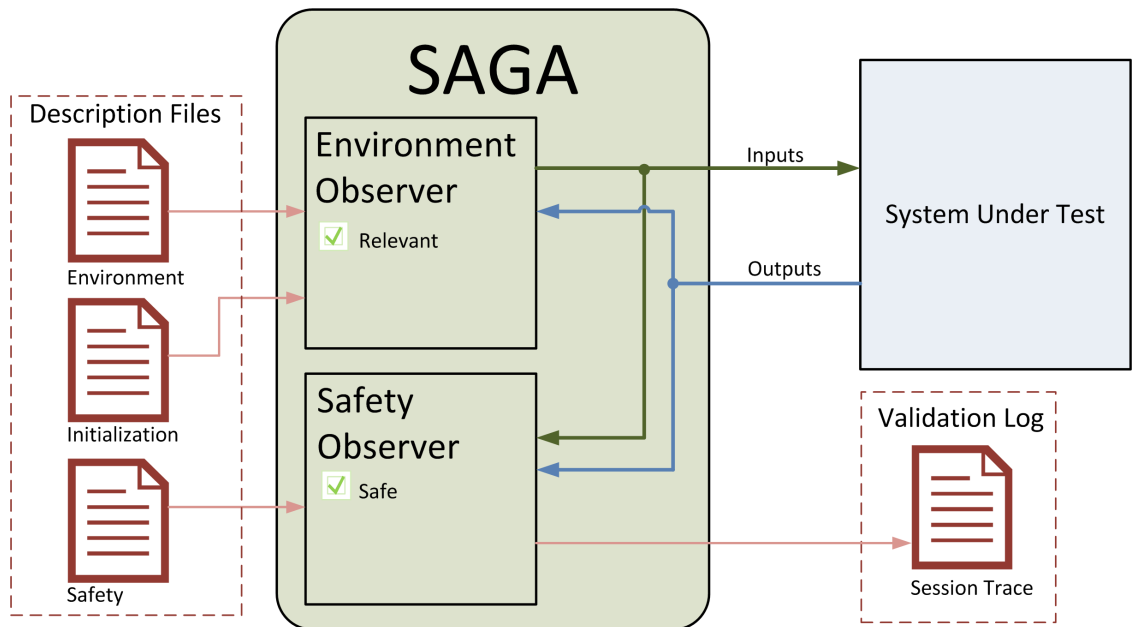 SAGA
Description Files
Environment
Initialization
Safety
Environment
Observer
Relevant
Safety
Observer
Safe
Inputs
Outputs
System Under Test
Validation Log
Session Trace